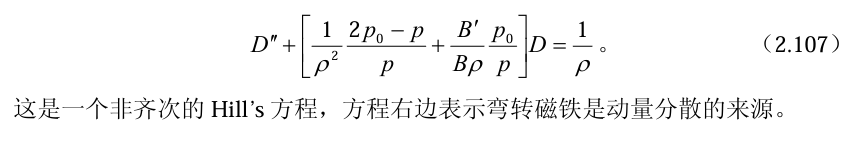 D″ + [ 1/ρ² (2p₀ − p)/p + B′/Bρ p₀/p ] D = 1/ρ 。 （2.107）
这是一个非齐次的 Hill’s 方程，方程右边表示弯转磁铁是动量分散的来源。